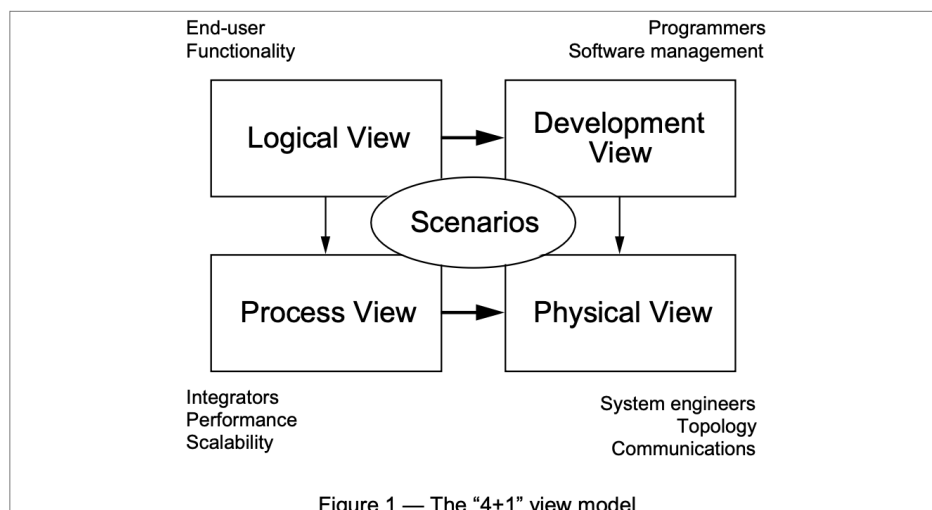 End-user
Functionality
Programmers
Software management
Logical View
Development
View
Scenarios
Process View
Physical View
Integrators
Performance
Scalability
System engineers
Topology
Communications
Figure 1 — The “4+1” view model